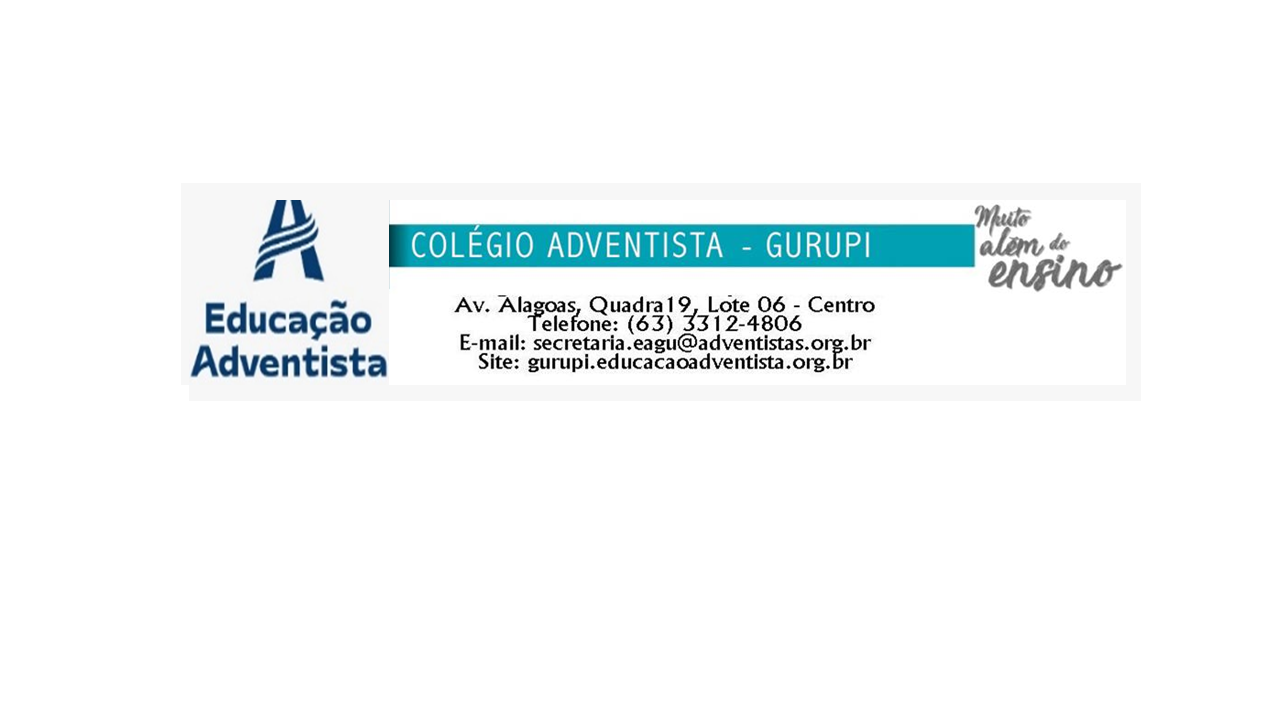 Educação
Adventista
COLÉGIO ADVENTISTA - GURUPI
Muito
além do
ensino
Av. Alagoas, Quadra19, Lote 06 - Centro
Telefone: (63) 3312-4806
E-mail: secretaria.eagu@adventistas.org.br
Site: gurupi.educacaoadventista.org.br